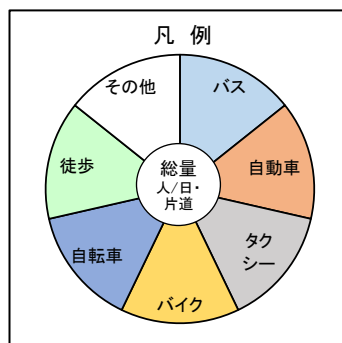 凡 例
その他
バス
徒歩
総量
人/日・
片道
自動車
自転車
タク
シー
バイク